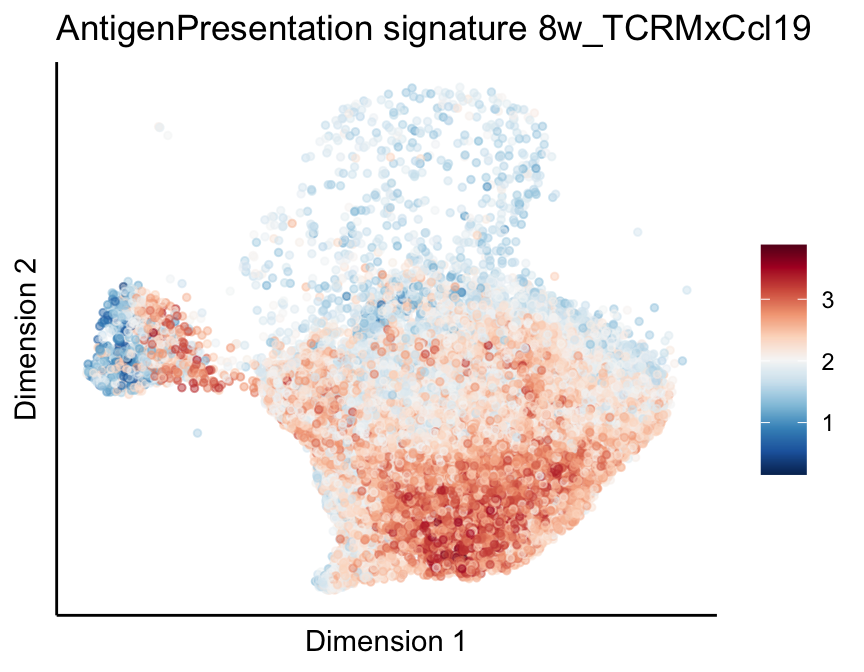 AntigenPresentation signature 8w_TCRMxCcl19
Dimension 2
3
2
1
Dimension 1